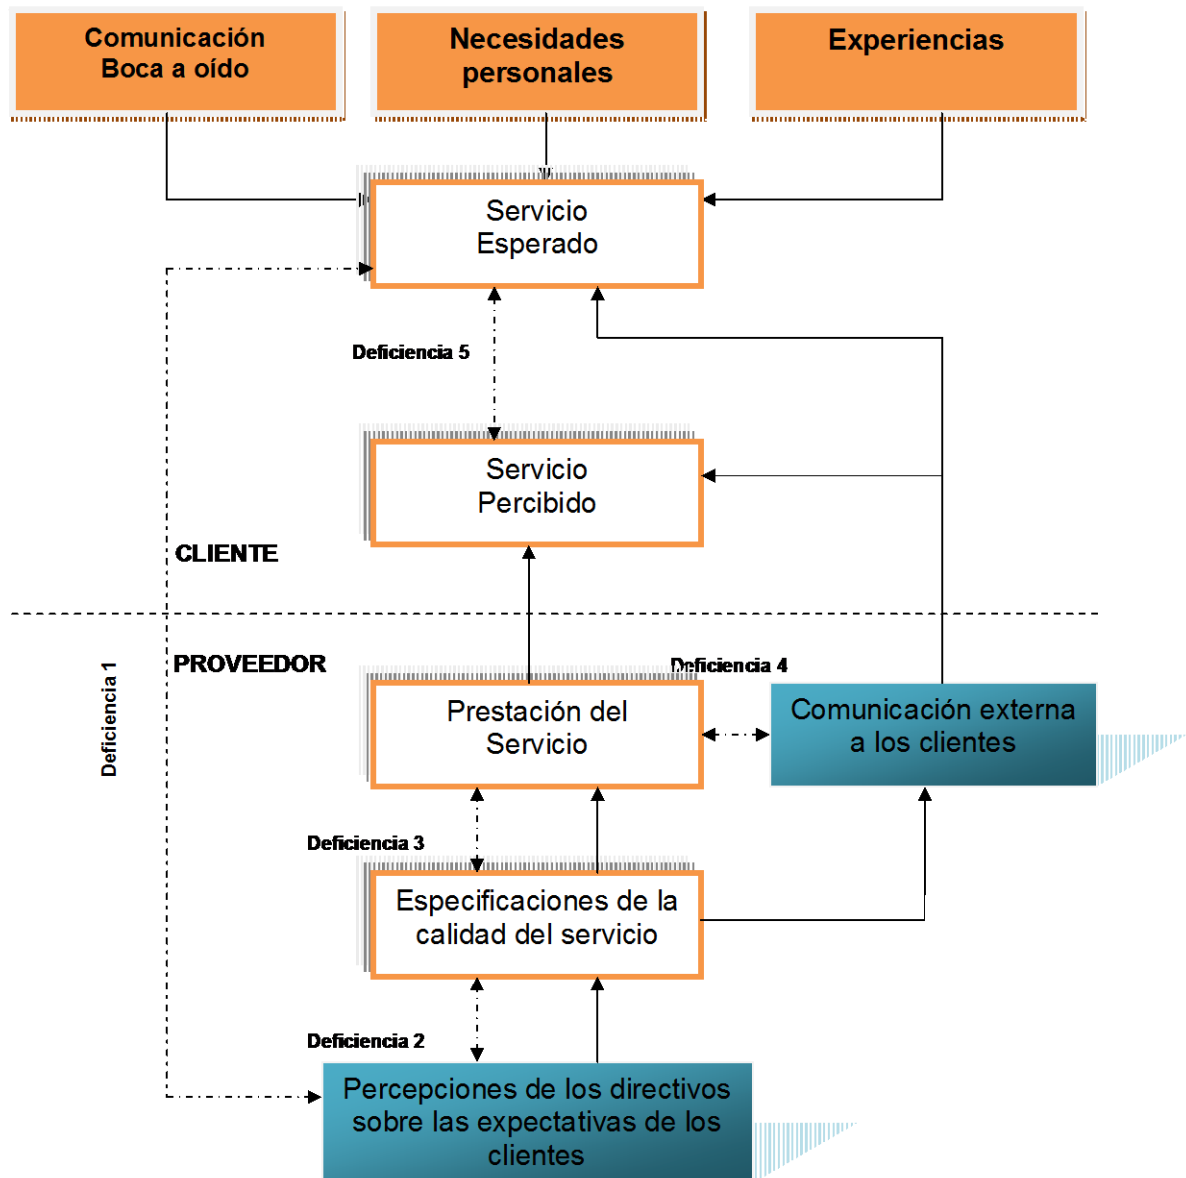 Comunicación
Boca a oído
Necesidades
personales
Experiencias
Servicio
Esperado
Deficiencia 5
Servicio
Percibido
CLIENTE
PROVEEDOR
Deficiencia 1
Deficiencia 4
Prestación del
Servicio
Comunicación externa
a los clientes
Deficiencia 3
Especificaciones de la
calidad del servicio
Deficiencia 2
Percepciones de los directivos
sobre las expectativas de los
clientes